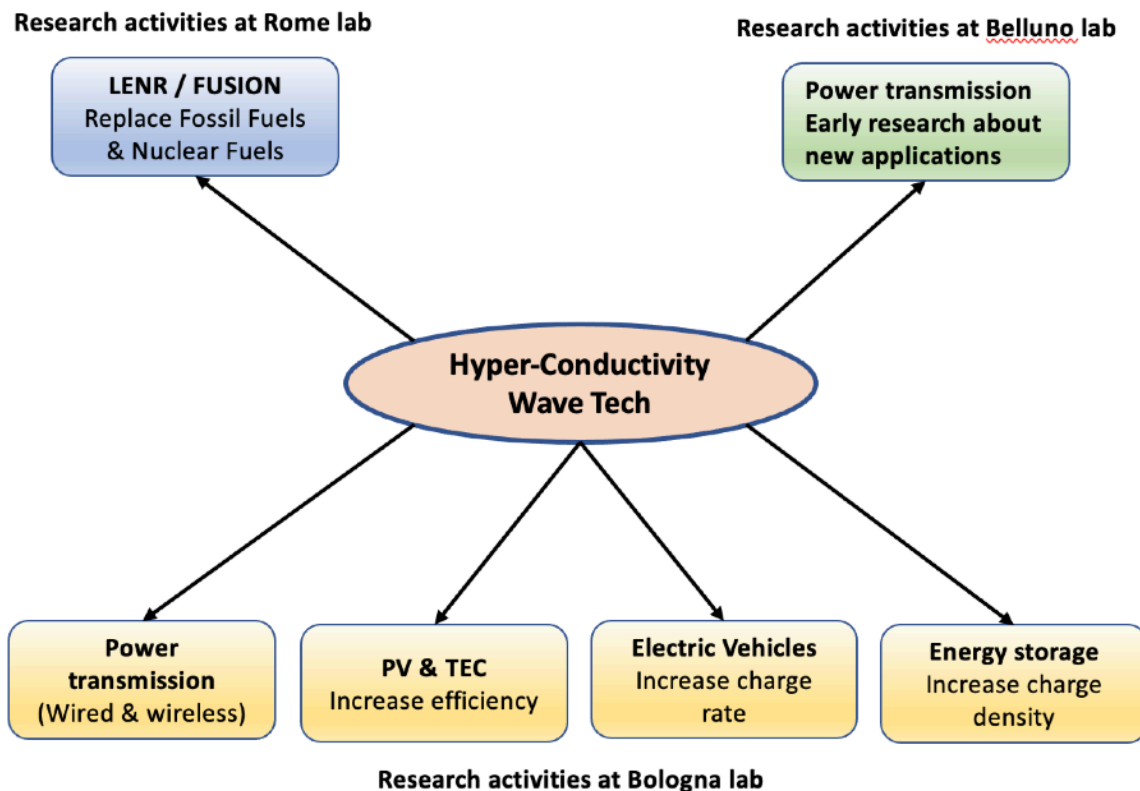 Research activities at Rome lab
Research activities at Belluno lab
LENR / FUSION
Replace Fossil Fuels
& Nuclear Fuels
Power transmission
Early research about
new applications
Hyper-Conductivity
Wave Tech
Power
transmission
(Wired & wireless)
PV & TEC
Increase efficiency
Electric Vehicles
Increase charge
rate
Energy storage
Increase charge
density
Research activities at Bologna lab